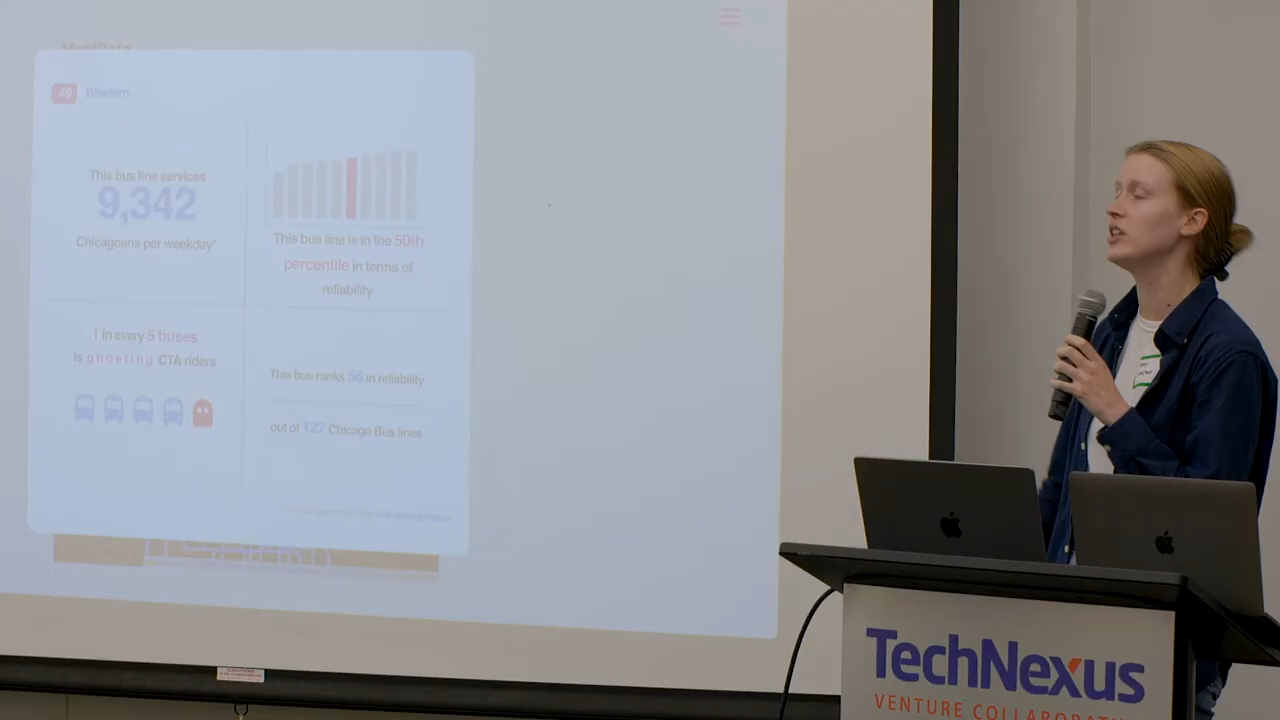 49 Western
This bus line services
9,342
Chicagoans per weekday*
This bus line is in the 50th
percentile in terms of
reliability
1 in every 5 buses
is ghosting CTA riders
This bus ranks 56 in reliability
out of 127 Chicago Bus lines
TechNexus